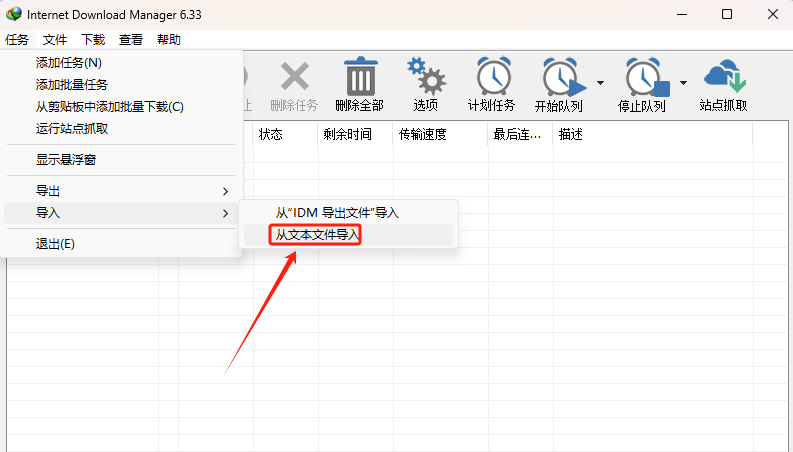 Internet Download Manager 6.33
任务 文件 下载 查看 帮助
添加任务(N)
添加批量任务
从剪贴板中添加批量下载(C)
运行站点抓取
显示悬浮窗
导出
导入
退出(E)
从“IDM 导出文件”导入
从文本文件导入
止 删除任务 删除全部 选项 计划任务 开始队列 停止队列 站点抓取
状态 剩余时间 传输速度 最后连... 描述